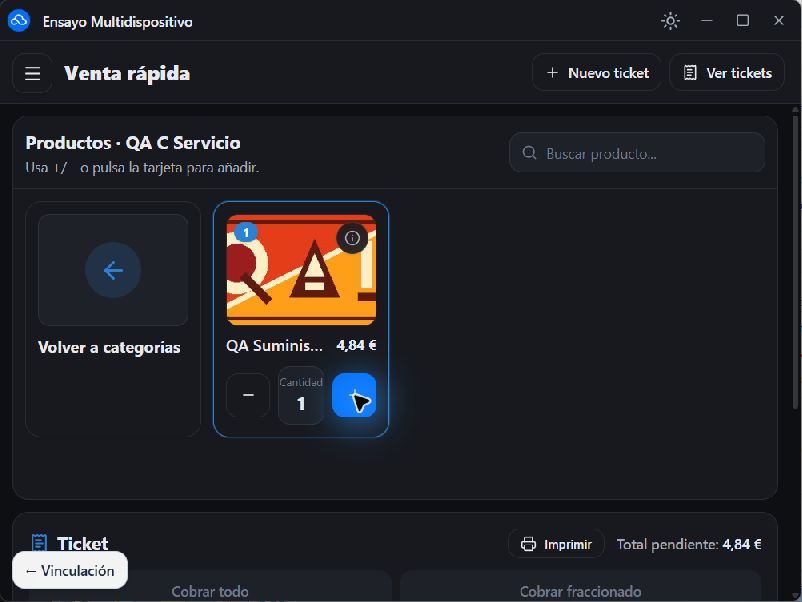 Ensayo Multidispositivo
Venta rápida
+ Nuevo ticket
Ver tickets
Productos · QA C Servicio
Usa +/− o pulsa la tarjeta para añadir.
Buscar producto...
1
QA
Volver a categorías
QA Suminis... 4,84 €
− Cantidad
1
Ticket
Imprimir
Total pendiente: 4,84 €
← Vinculación
Cobrar todo
Cobrar fraccionado